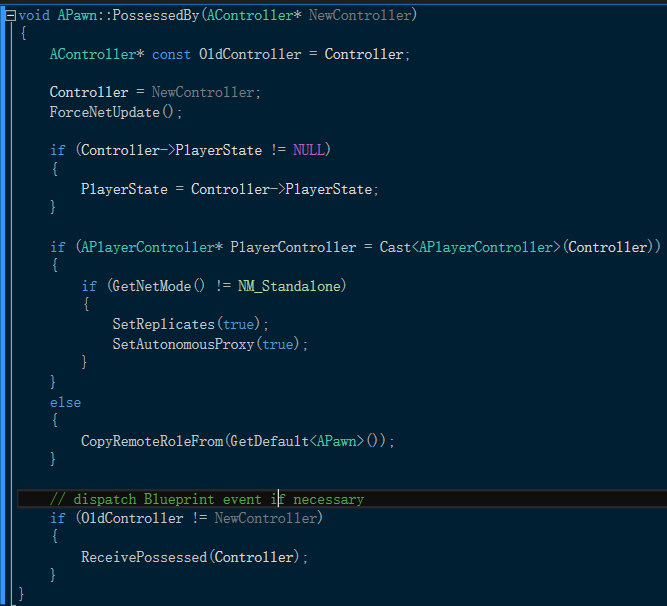 void APawn::PossessedBy(AController* NewController)
{
    AController* const OldController = Controller;

    Controller = NewController;
    ForceNetUpdate();

    if (Controller->PlayerState != NULL)
    {
        PlayerState = Controller->PlayerState;
    }

    if (APlayerController* PlayerController = Cast<APlayerController>(Controller))
    {
        if (GetNetMode() != NM_Standalone)
        {
            SetReplicates(true);
            SetAutonomousProxy(true);
        }
    }
    else
    {
        CopyRemoteRoleFrom(GetDefault<APawn>());
    }

    // dispatch Blueprint event if necessary
    if (OldController != NewController)
    {
        ReceivePossessed(Controller);
    }
}